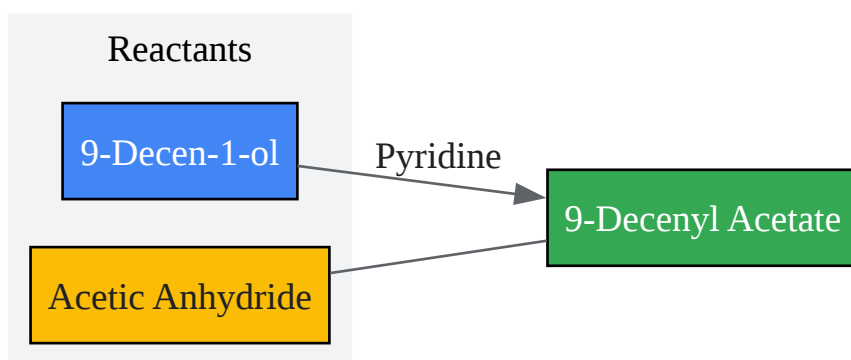 Reactants
9-Decen-1-ol
Pyridine
9-Decenyl Acetate
Acetic Anhydride